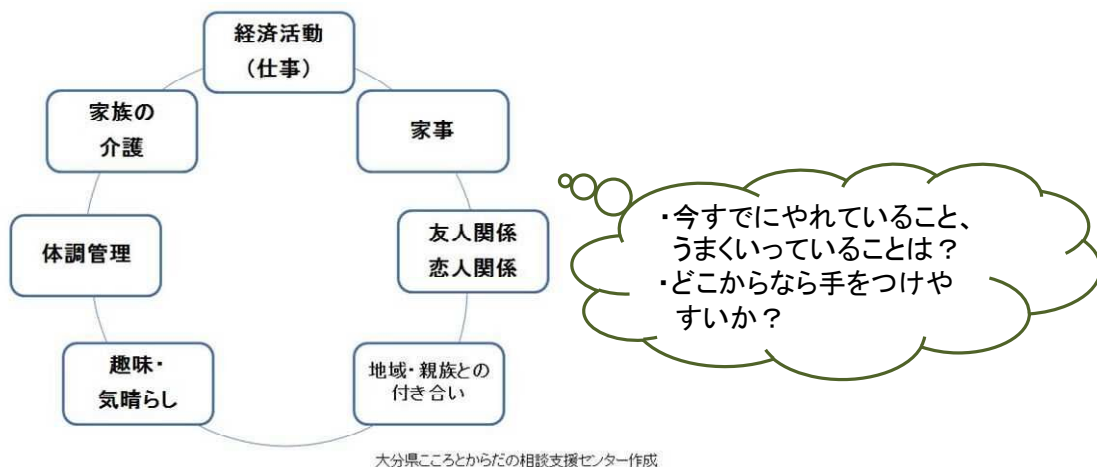 経済活動
（仕事）
家事
友人関係
恋人関係
地域・親族との
付き合い
趣味・
気晴らし
体調管理
家族の
介護
・今すでにやれていること、
うまくいっていることは？
・どこからなら手をつけや
すいか？
大分県こころとからだの相談支援センター作成